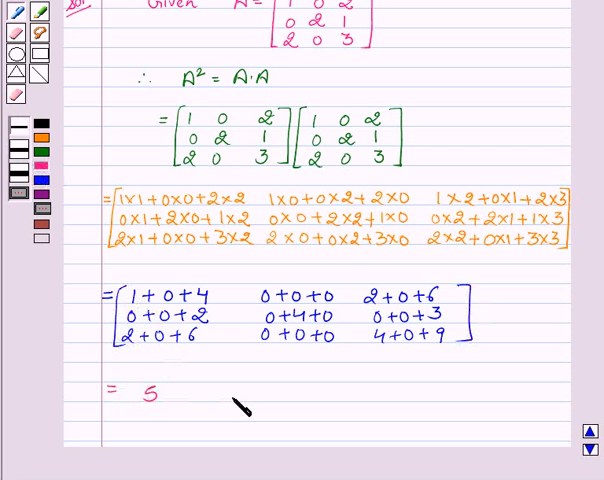 Sol Given A = [1 0 2
0 2 1
2 0 3]
∴ A² = A·A
= [1 0 2 [1 0 2
0 2 1 0 2 1
2 0 3] 2 0 3]
= [1×1+0×0+2×2 1×0+0×2+2×0 1×2+0×1+2×3
0×1+2×0+1×2 0×0+2×2+1×0 0×2+2×1+1×3
2×1+0×0+3×2 2×0+0×2+3×0 2×2+0×1+3×3]
= [1+0+4 0+0+0 2+0+6
0+0+2 0+4+0 0+0+3
2+0+6 0+0+0 4+0+9]
= 5